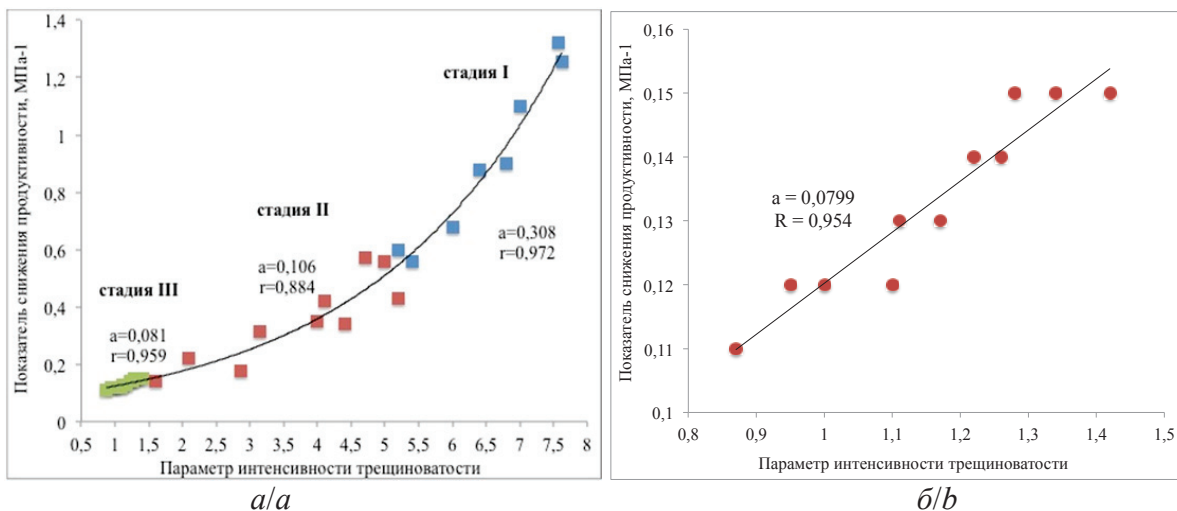 1,4
1,2
1
0,8
0,6
0,4
0,2
0
Показатель снижения продуктивности, МПа-1
стадия I
стадия II
a=0,308
r=0,972
a=0,106
r=0,884
стадия III
a=0,081
r=0,959
0,5 1 1,5 2 2,5 3 3,5 4 4,5 5 5,5 6 6,5 7 7,5 8
Параметр интенсивности трещиноватости
а/a
0,16
0,15
0,14
0,13
0,12
0,11
0,1
Показатель снижения продуктивности, МПа-1
a = 0,0799
R = 0,954
0,8 0,9 1 1,1 1,2 1,3 1,4 1,5
Параметр интенсивности трещиноватости
б/b